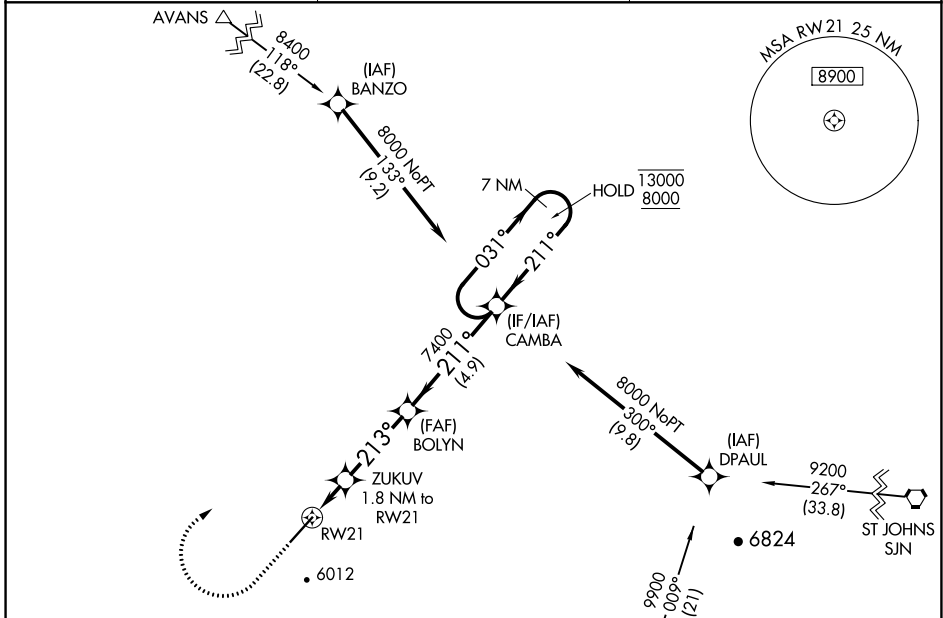 AVANS
8400
118°
(22.8)
(IAF)
BANZO
8000 NoPT
133°
(9.2)
MSA RW21 25 NM
8900
7 NM
HOLD
13000
8000
031°
211°
(IF/IAF)
CAMBA
7400
211°
(4.9)
(FAF)
BOLYN
213°
ZUKUV
1.8 NM to
RW21
RW21
6012
8000 NoPT
300°
(9.8)
(IAF)
DPAUL
9200
267°
(33.8)
ST JOHNS
SJN
6824
9900
009°
(21)